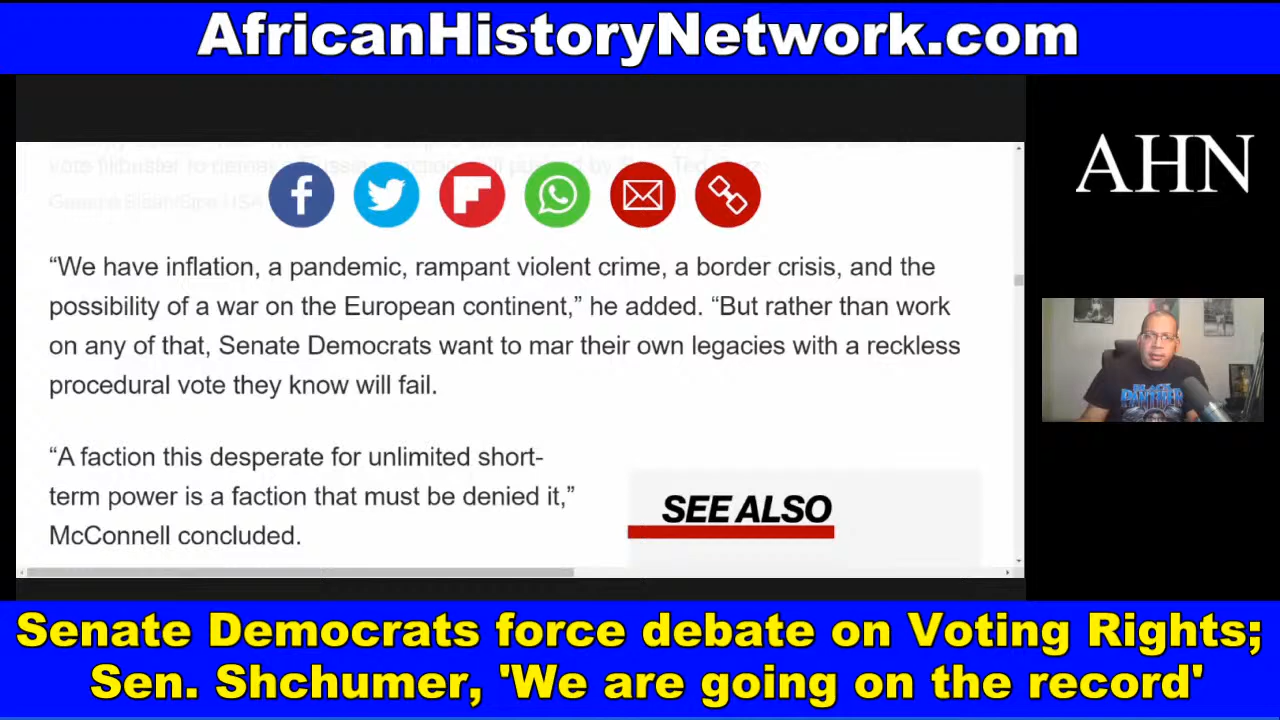 AfricanHistoryNetwork.com
AHN
“We have inflation, a pandemic, rampant violent crime, a border crisis, and the
possibility of a war on the European continent,” he added. “But rather than work
on any of that, Senate Democrats want to mar their own legacies with a reckless
procedural vote they know will fail.
“A faction this desperate for unlimited short-
term power is a faction that must be denied it,”
McConnell concluded.
SEE ALSO
BLACK
PANTHER
Senate Democrats force debate on Voting Rights;
Sen. Shchumer, 'We are going on the record'